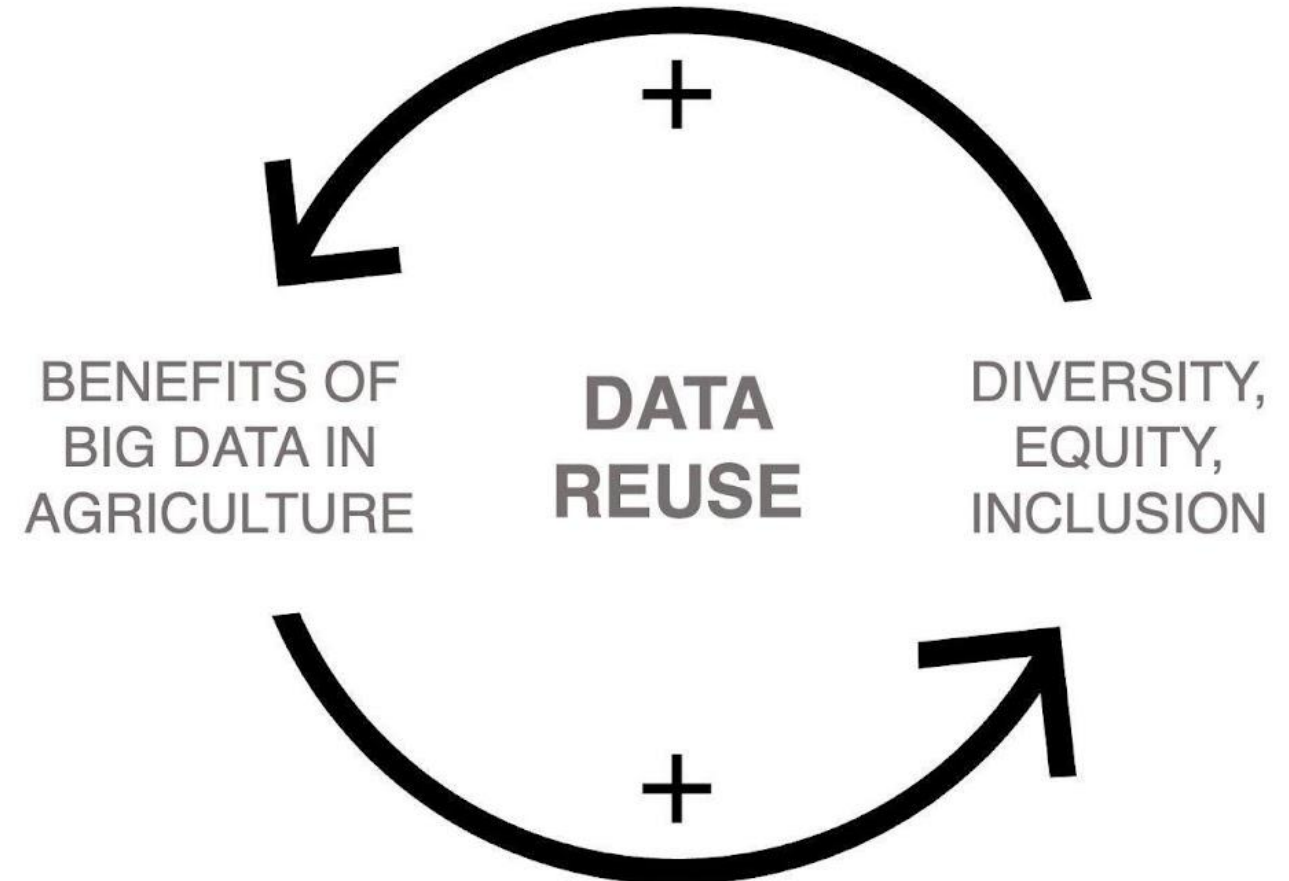 +
BENEFITS OF
BIG DATA IN
AGRICULTURE
DATA
REUSE
DIVERSITY,
EQUITY,
INCLUSION
+